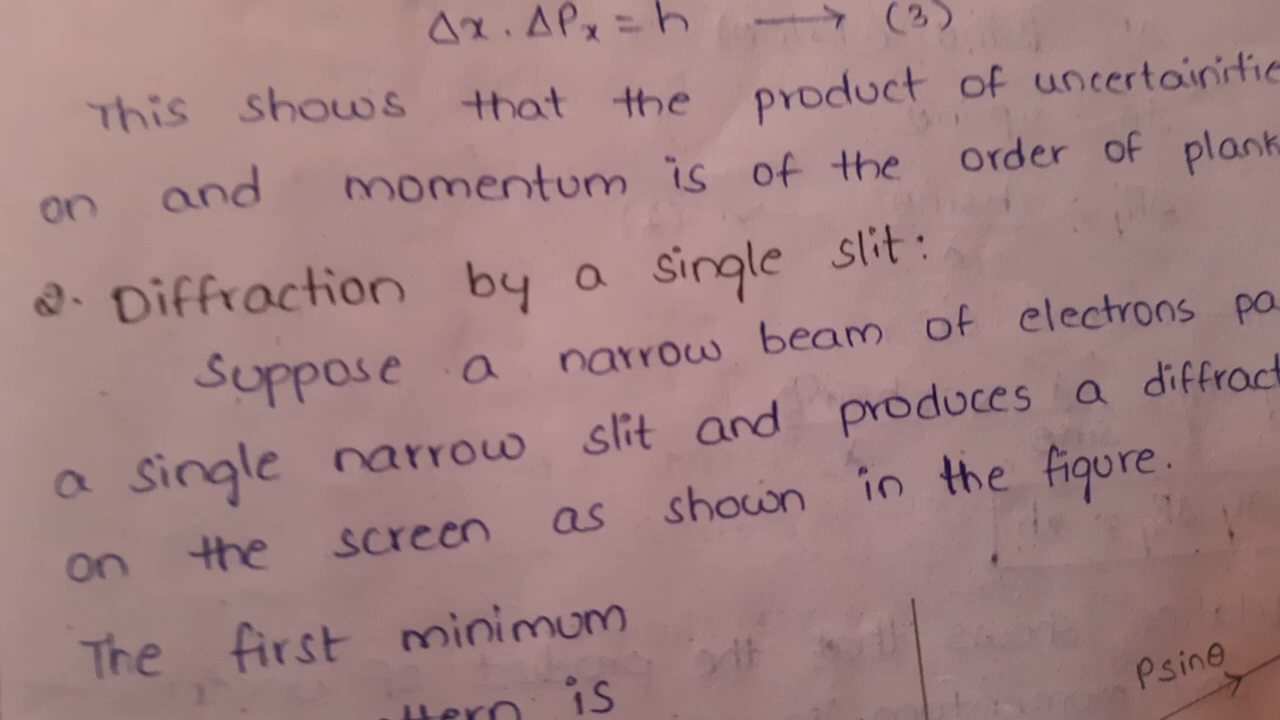 Δx . ΔPx = h → (3)
This shows that the product of uncertainitie
on and momentum is of the order of plank
2. Diffraction by a single slit:
Suppose a narrow beam of electrons pa
a single narrow slit and produces a diffract
on the screen as shown in the figure.
The first minimum
ttern is
psinθ